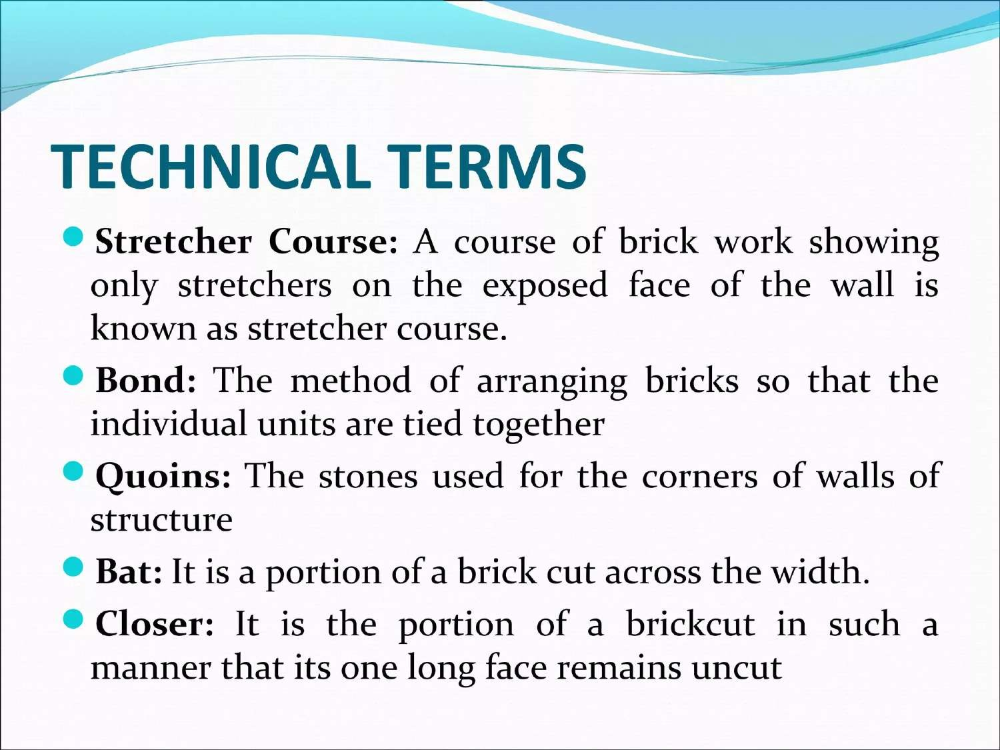 TECHNICAL TERMS
Stretcher Course: A course of brick work showing
only stretchers on the exposed face of the wall is
known as stretcher course.
Bond: The method of arranging bricks so that the
individual units are tied together
Quoins: The stones used for the corners of walls of
structure
Bat: It is a portion of a brick cut across the width.
Closer: It is the portion of a brickcut in such a
manner that its one long face remains uncut